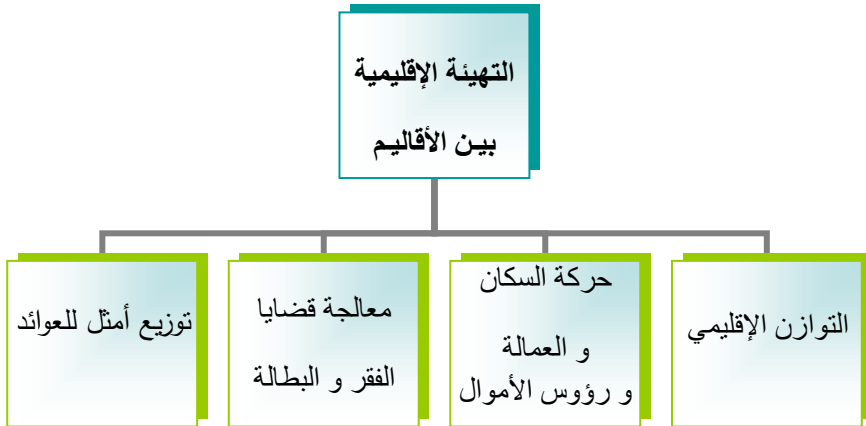 التهيئة الإقليمية
بين الأقاليم
التوازن الإقليمي
حركة السكان
و العمالة
و رؤوس الأموال
معالجة قضايا
الفقر و البطالة
توزيع أمثل للعوائد